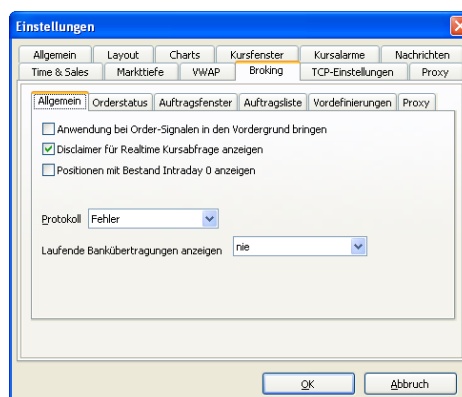 Einstellungen
Allgemein Layout Charts Kursfenster Kursalarme Nachrichten
Time & Sales Markttiefe VWAP Broking TCP-Einstellungen Proxy
Allgemein Orderstatus Auftragsfenster Auftragsliste Vordefinierungen Proxy
Anwendung bei Order-Signalen in den Vordergrund bringen
Disclaimer für Realtime Kursabfrage anzeigen
Positionen mit Bestand Intraday 0 anzeigen
Protokoll Fehler
Laufende Bankübertragungen anzeigen nie
OK Abbruch